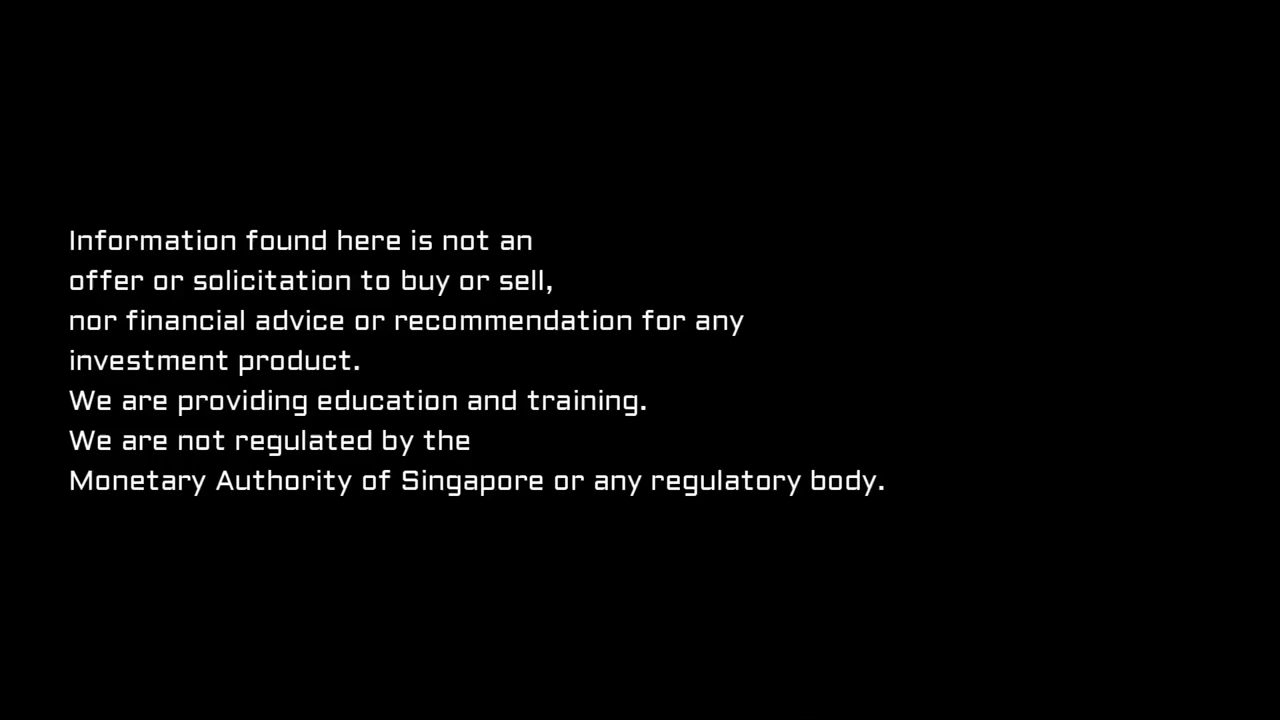 Information found here is not an
offer or solicitation to buy or sell,
nor financial advice or recommendation for any
investment product.
We are providing education and training.
We are not regulated by the
Monetary Authority of Singapore or any regulatory body.